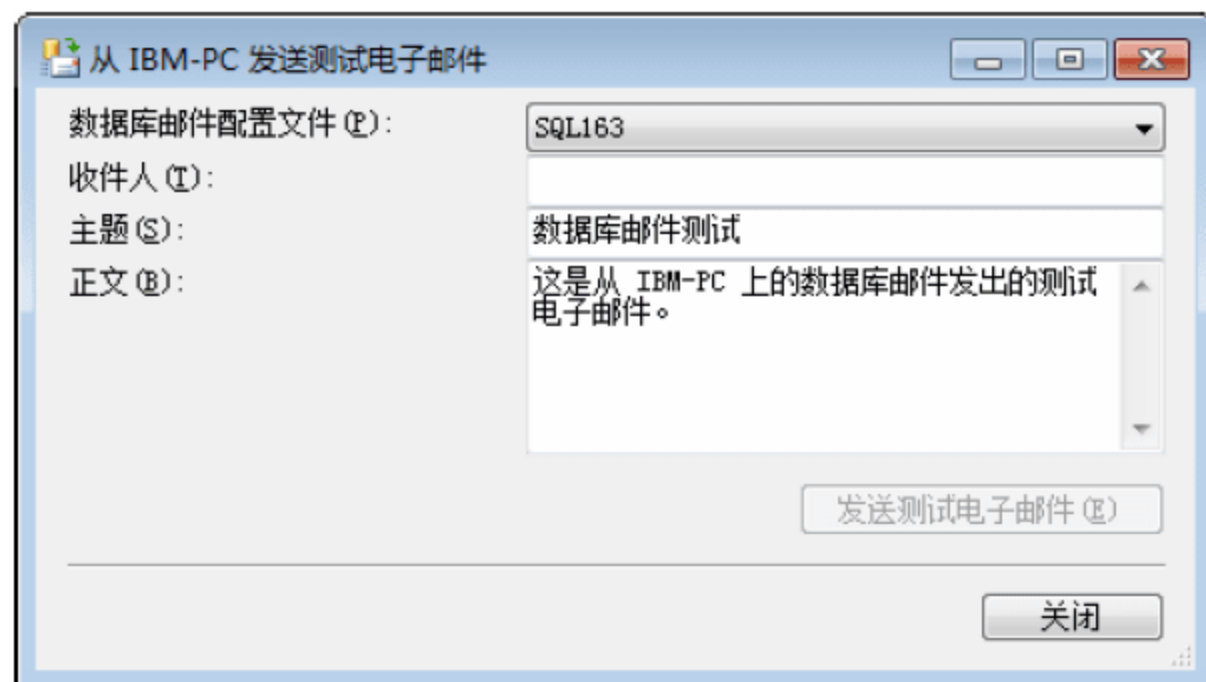 从 IBM-PC 发送测试电子邮件
数据库邮件配置文件(P):
SQL163
收件人(T):
主题(S):
数据库邮件测试
正文(B):
这是从 IBM-PC 上的数据库邮件发出的测试
电子邮件。
发送测试电子邮件(E)
关闭